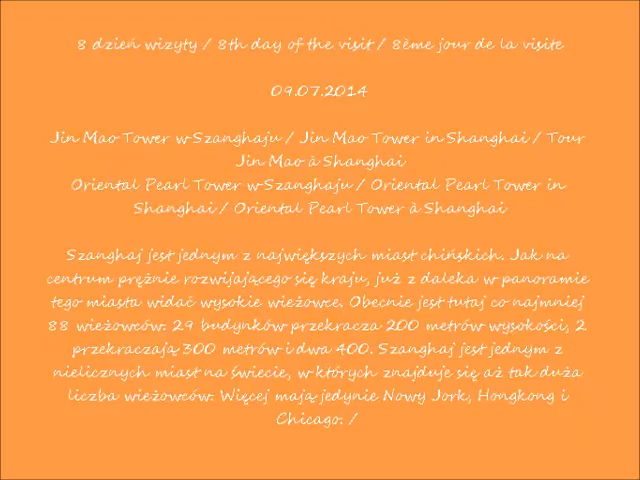 8 dzień wizyty / 8th day of the visit / 8ème jour de la visite
09.07.2014
Jin Mao Tower w Szanghaju / Jin Mao Tower in Shanghai / Tour
Jin Mao à Shanghai
Oriental Pearl Tower w Szanghaju / Oriental Pearl Tower in
Shanghai / Oriental Pearl Tower à Shanghai
Szanghaj jest jednym z największych miast chińskich. Jak na
centrum prężnie rozwijającego się kraju, już z daleka w panoramie
tego miasta widać wysokie wieżowce. Obecnie jest tutaj co najmniej
88 wieżowców: 29 budynków przekracza 200 metrów wysokości, 2
przekraczają 300 metrów i dwa 400. Szanghaj jest jednym z
nielicznych miast na świecie, w których znajduje się aż tak duża
liczba wieżowców. Więcej mają jedynie Nowy Jork, Hongkong i
Chicago. /